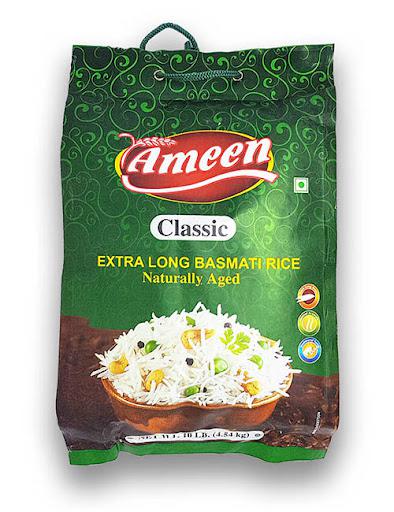 Ameen
Classic
EXTRA LONG BASMATI RICE
Naturally Aged
NET WT. 10 LB. (4.54 kg)